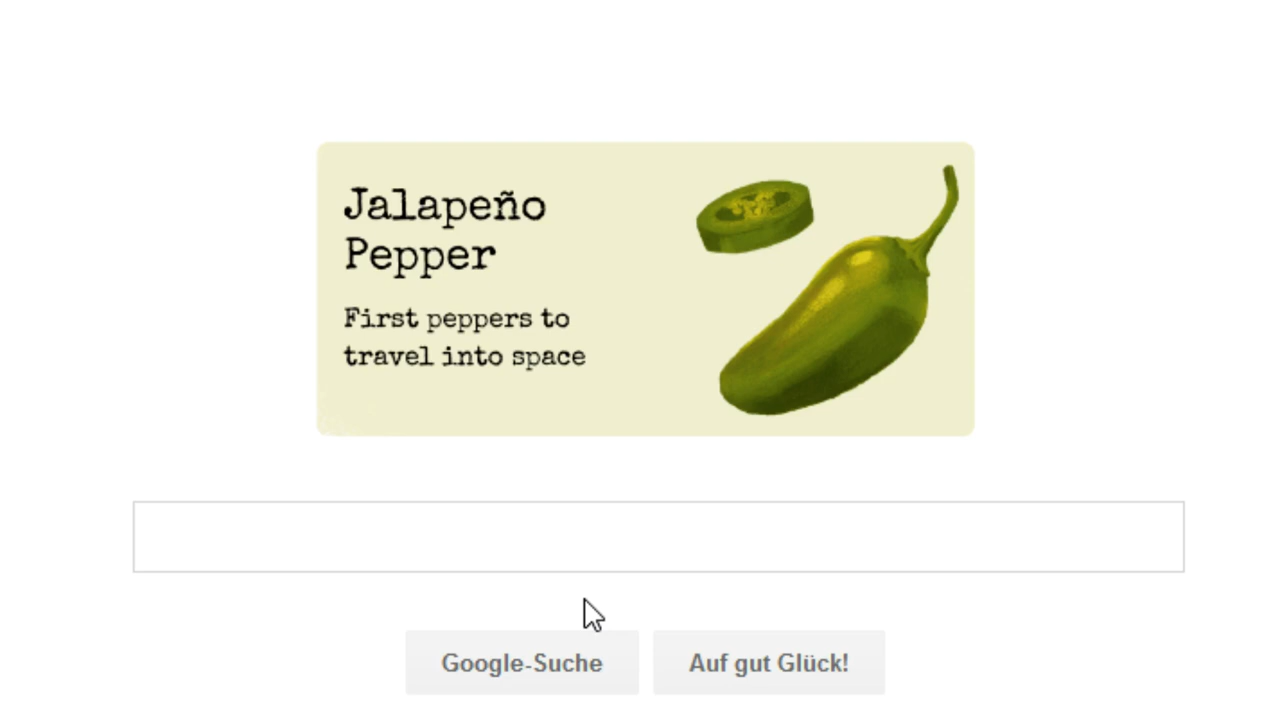 Jalapeño
Pepper
First peppers to
travel into space
Google-Suche
Auf gut Glück!